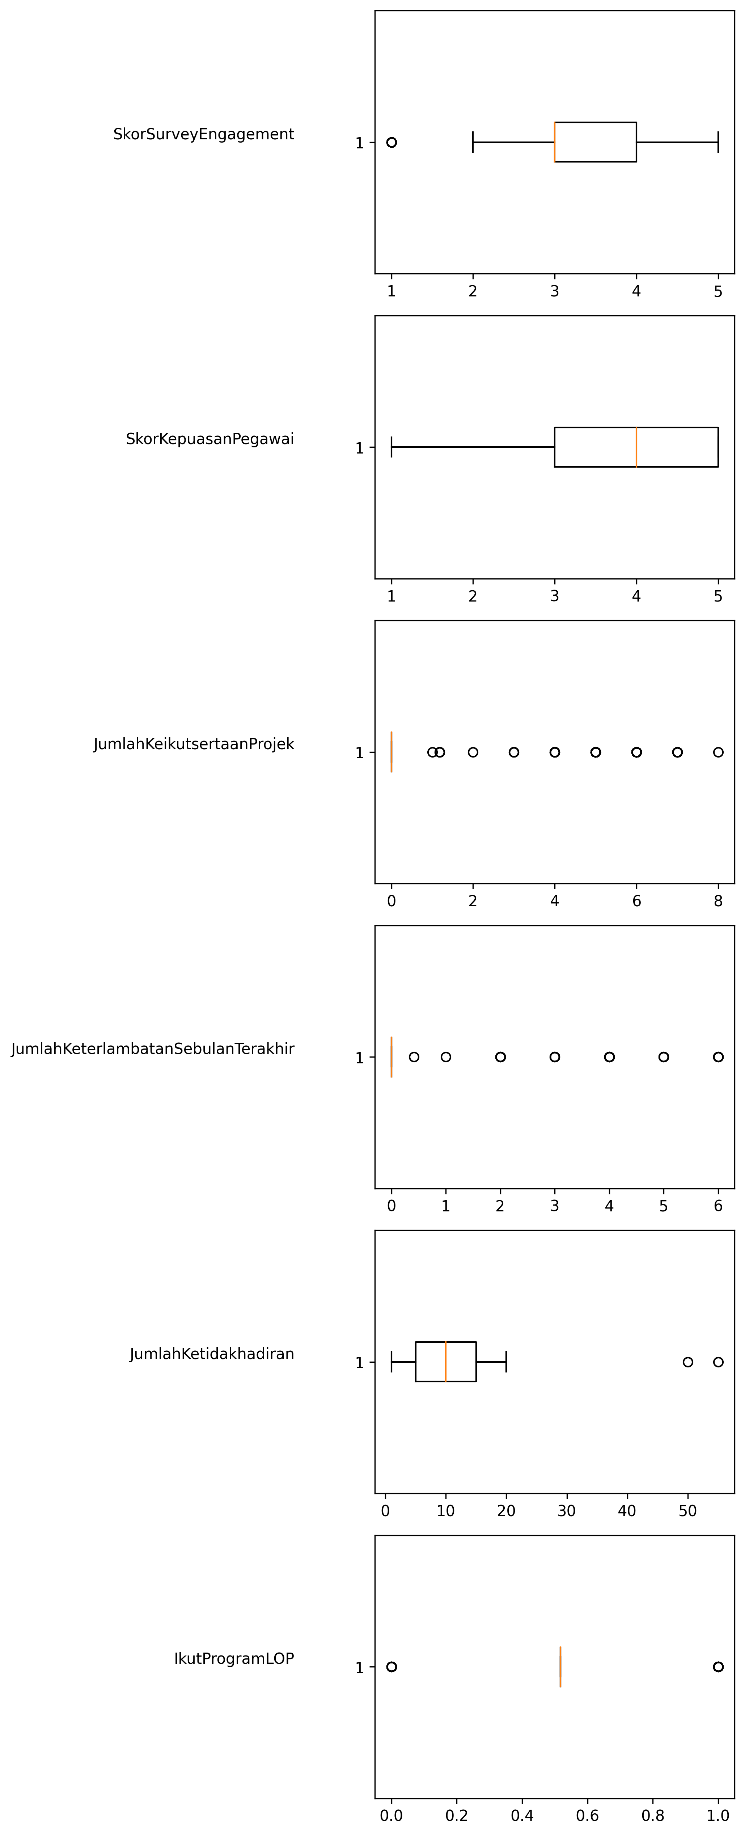 SkorSurveyEngagement
1
1 2 3 4 5
SkorKepuasanPegawai
1
1 2 3 4 5
JumlahKeikutsertaanProjek
1
0 2 4 6 8
JumlahKeterlambatanSebulanTerakhir
1
0 1 2 3 4 5 6
JumlahKetidakhadiran
1
0 10 20 30 40 50
IkutProgramLOP
1
0.0 0.2 0.4 0.6 0.8 1.0